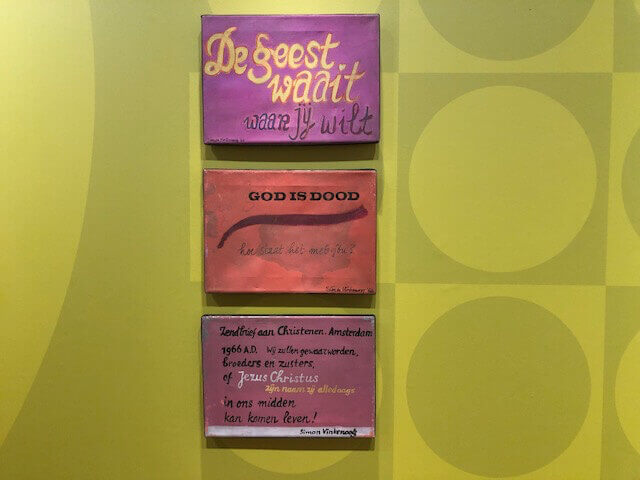 De geest
waait
waar jij wilt
GOD IS DOOD
hoe staat het met jou?
Zendbrief aan Christenen. Amsterdam
1966 A.D. Wij zullen gewaarworden,
broeders en zusters,
of Jezus Christus
zijn naam zij alledaags
in ons midden
kan komen leven!
Simon Vinkenoog